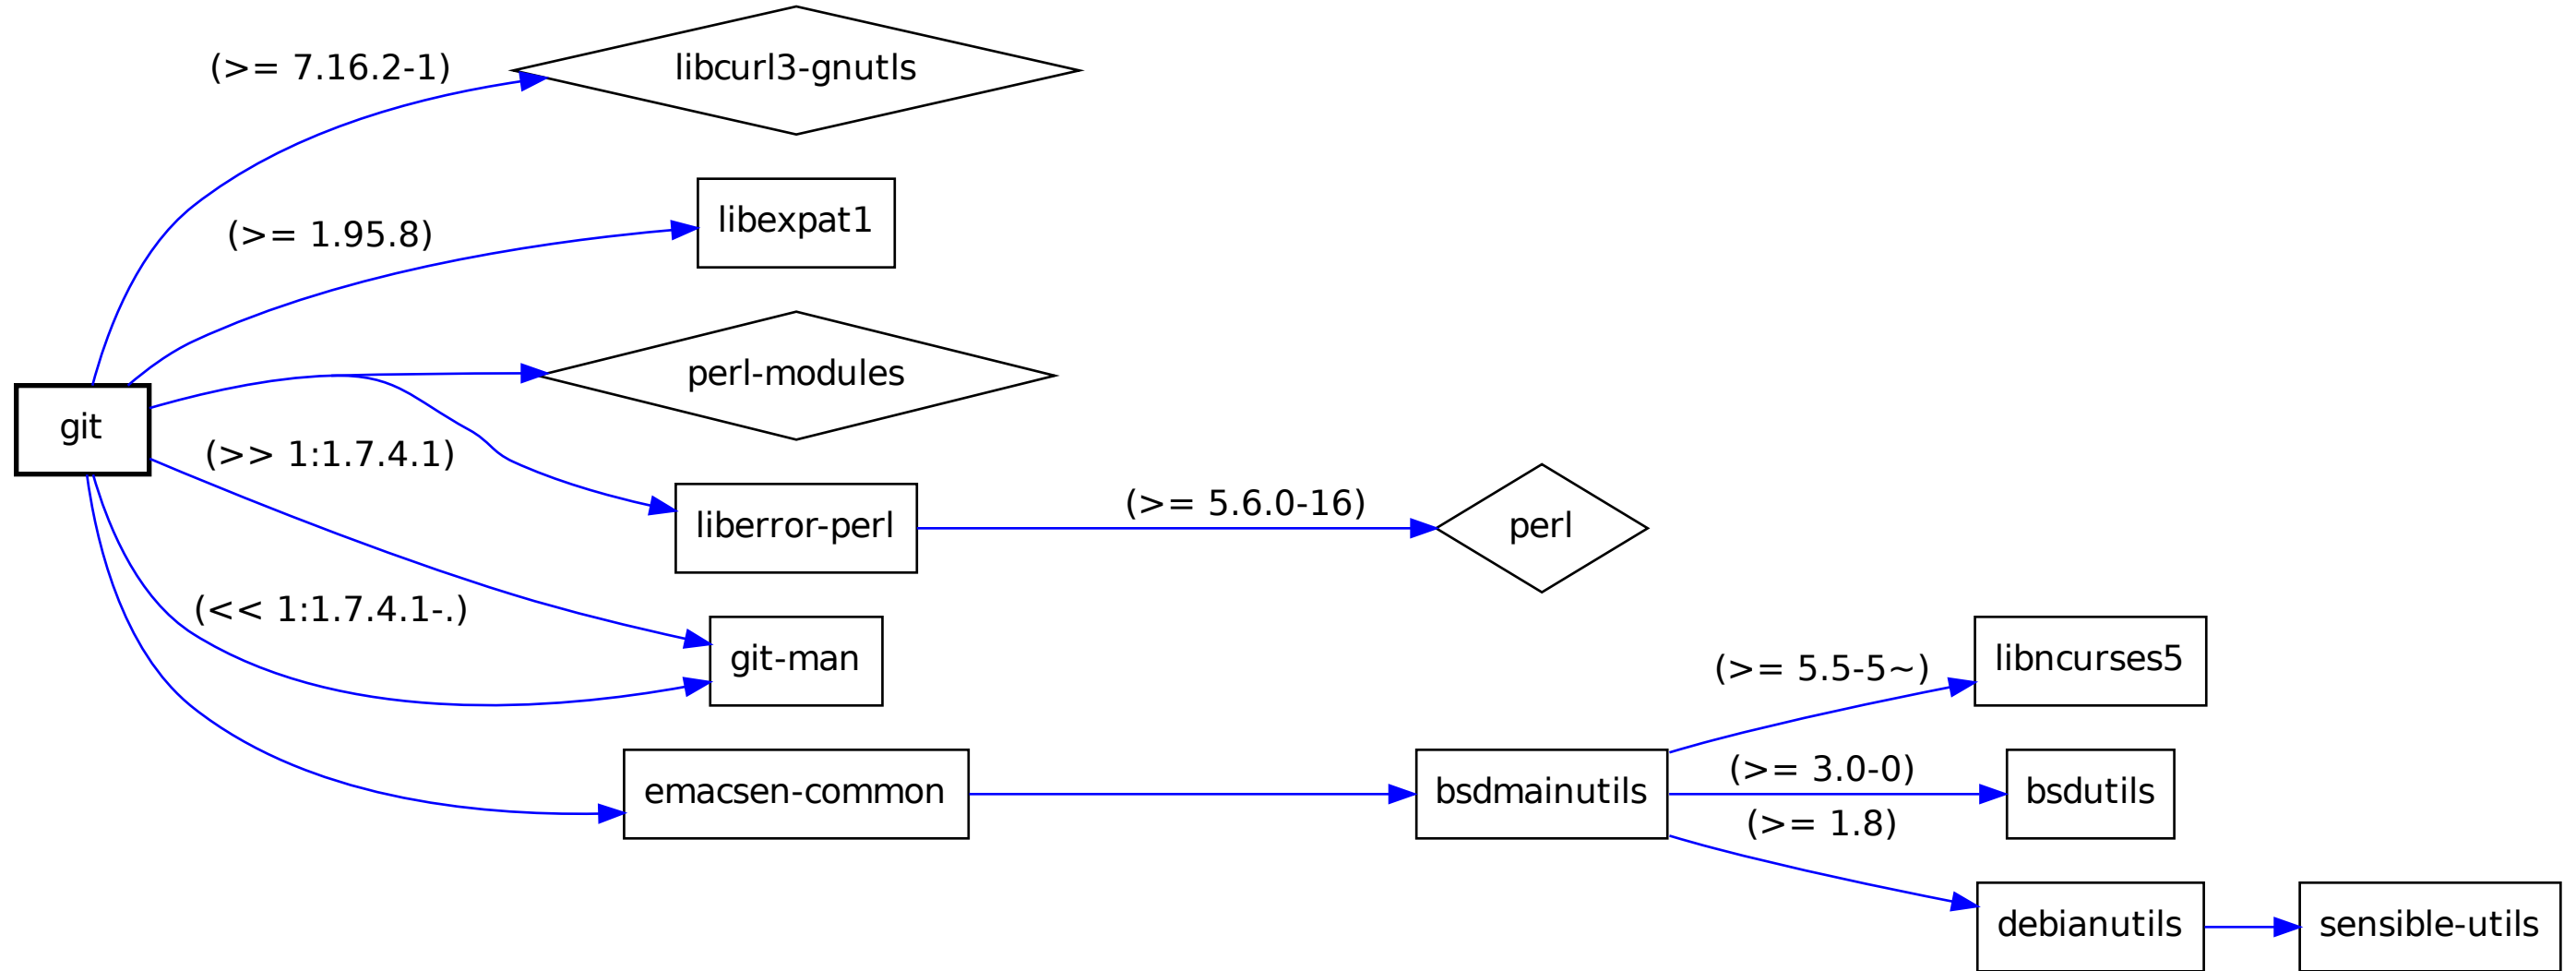 (>= 7.16.2-1)
libcurl3-gnutls
(>= 1.95.8)
libexpat1
perl-modules
git
(>> 1:1.7.4.1)
liberror-perl
(>= 5.6.0-16)
perl
(<< 1:1.7.4.1-.)
git-man
(>= 5.5-5~)
libncurses5
emacsen-common
bsdmainutils
(>= 3.0-0)
bsdutils
(>= 1.8)
debianutils
sensible-utils